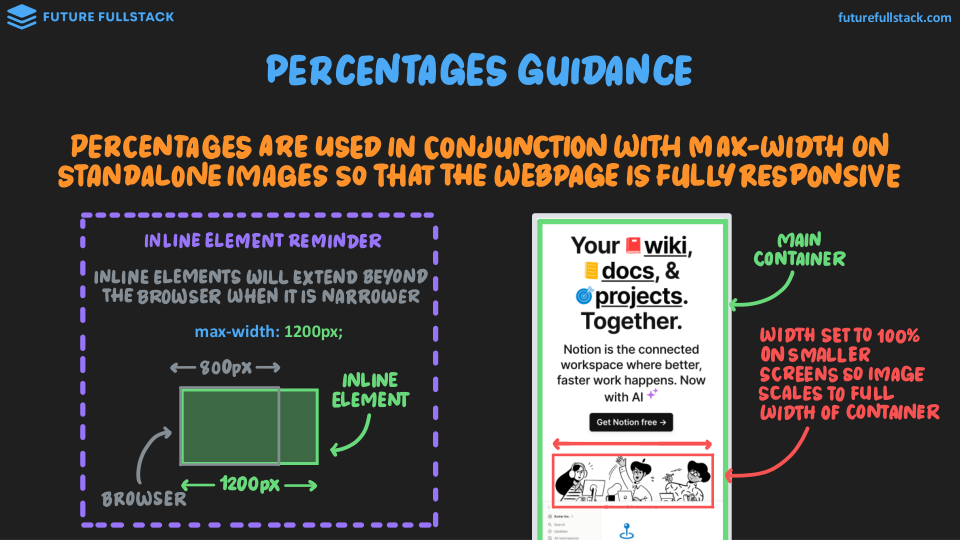 FUTURE FULLSTACK
futurefullstack.com
PERCENTAGES GUIDANCE
PERCENTAGES ARE USED IN CONJUNCTION WITH MAX-WIDTH ON
STANDALONE IMAGES SO THAT THE WEBPAGE IS FULLY RESPONSIVE
INLINE ELEMENT REMINDER
INLINE ELEMENTS WILL EXTEND BEYOND
THE BROWSER WHEN IT IS NARROWER
max-width: 1200px;
800PX
INLINE
ELEMENT
1200PX
BROWSER
Your wiki,
docs, &
projects.
Together.
Notion is the connected
workspace where better,
faster work happens. Now
with AI
Get Notion free →
Search
Updates
MAIN
CONTAINER
WIDTH SET TO 100%
ON SMALLER
SCREENS SO IMAGE
SCALES TO FULL
WIDTH OF CONTAINER